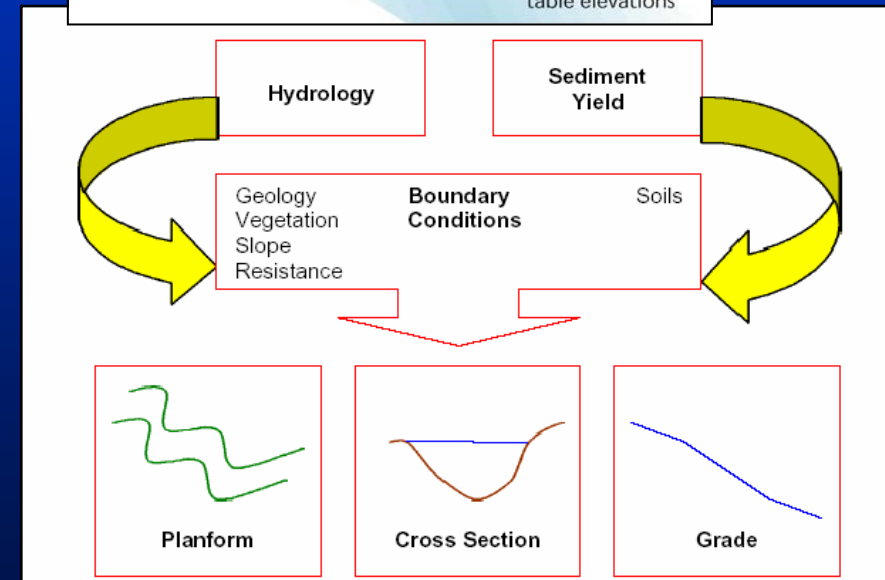 table elevations
Hydrology
Sediment
Yield
Geology
Vegetation
Slope
Resistance
Boundary
Conditions
Soils
Planform
Cross Section
Grade